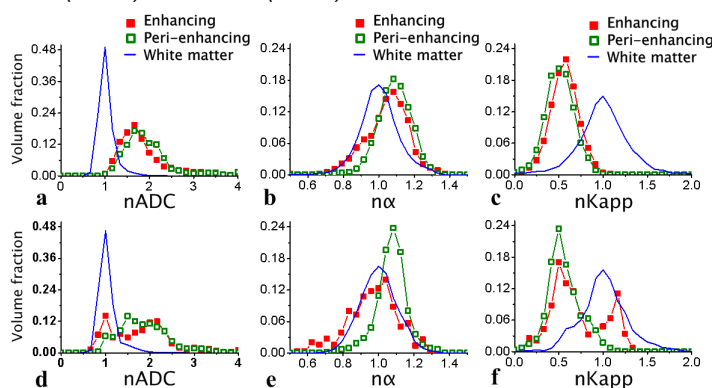 Enhancing
Peri-enhancing
White matter
Enhancing
Peri-enhancing
White matter
Enhancing
Peri-enhancing
White matter
Volume fraction
0.48
0.36
0.24
0.12
0.00
0 1 2 3 4
a nADC
0.24
0.18
0.12
0.06
0.00
0.6 0.8 1.0 1.2 1.4
b nα
0.24
0.18
0.12
0.06
0.00
0.0 0.5 1.0 1.5 2.0
c nKapp
Volume fraction
0.48
0.36
0.24
0.12
0.00
0 1 2 3 4
d nADC
0.24
0.18
0.12
0.06
0.00
0.6 0.8 1.0 1.2 1.4
e nα
0.24
0.18
0.12
0.06
0.00
0.0 0.5 1.0 1.5 2.0
f nKapp